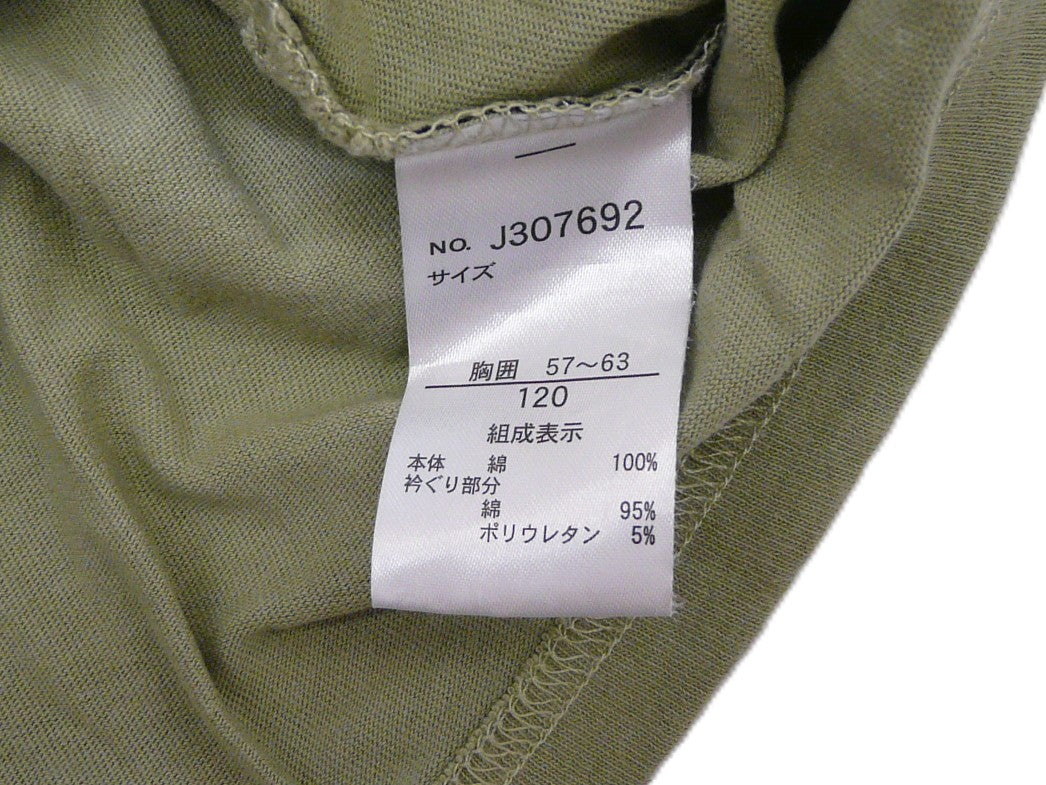 NO. J307692
サイズ
胸囲 57～63
120
組成表示
本体 綿 100%
衿ぐり部分
綿 95%
ポリウレタン 5%